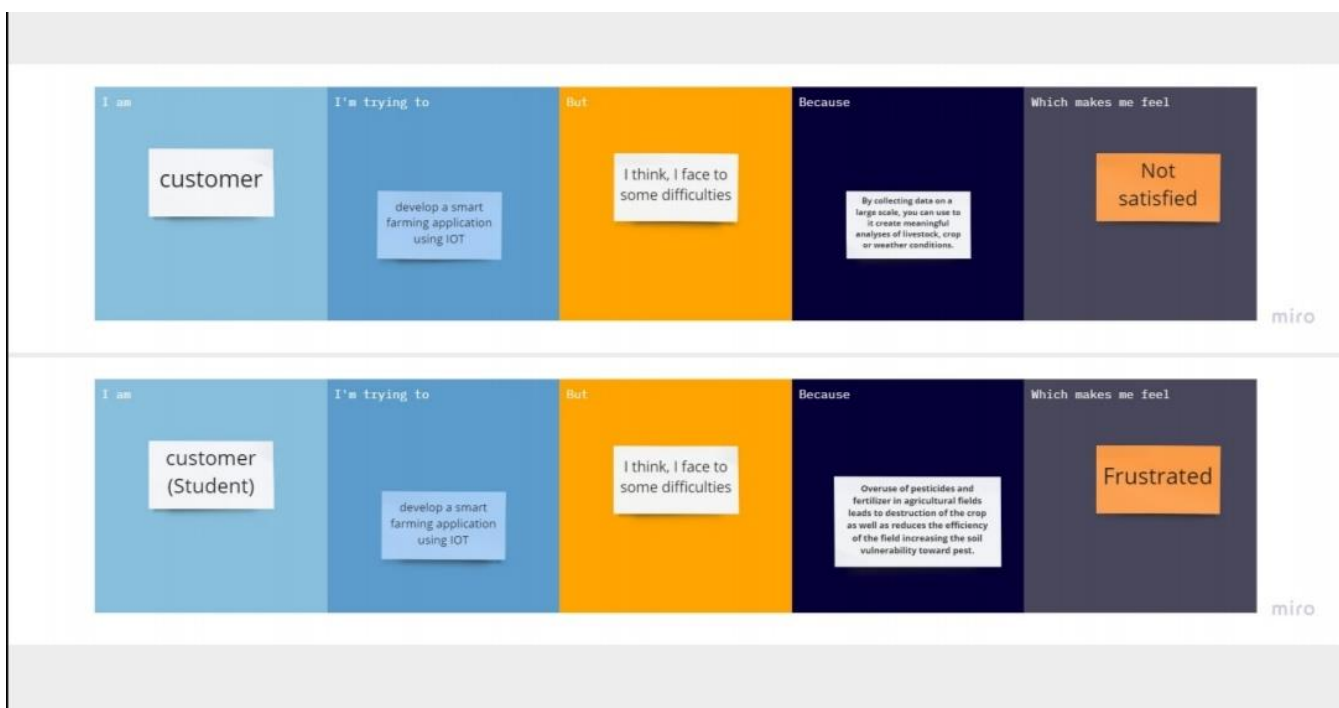 I am
I'm trying to
But
Because
Which makes me feel
customer
develop a smart
farming application
using IOT
I think, I face to
some difficulties
By collecting data on a
large scale, you can use to
it create meaningful
analyses of livestock, crop
or weather conditions.
Not
satisfied
miro
I am
I'm trying to
But
Because
Which makes me feel
customer
(Student)
develop a smart
farming application
using IOT
I think, I face to
some difficulties
Overuse of pesticides and
fertilizer in agricultural fields
leads to destruction of the crop
as well as reduces the efficiency
of the field increasing the soil
vulnerability toward pest.
Frustrated
miro